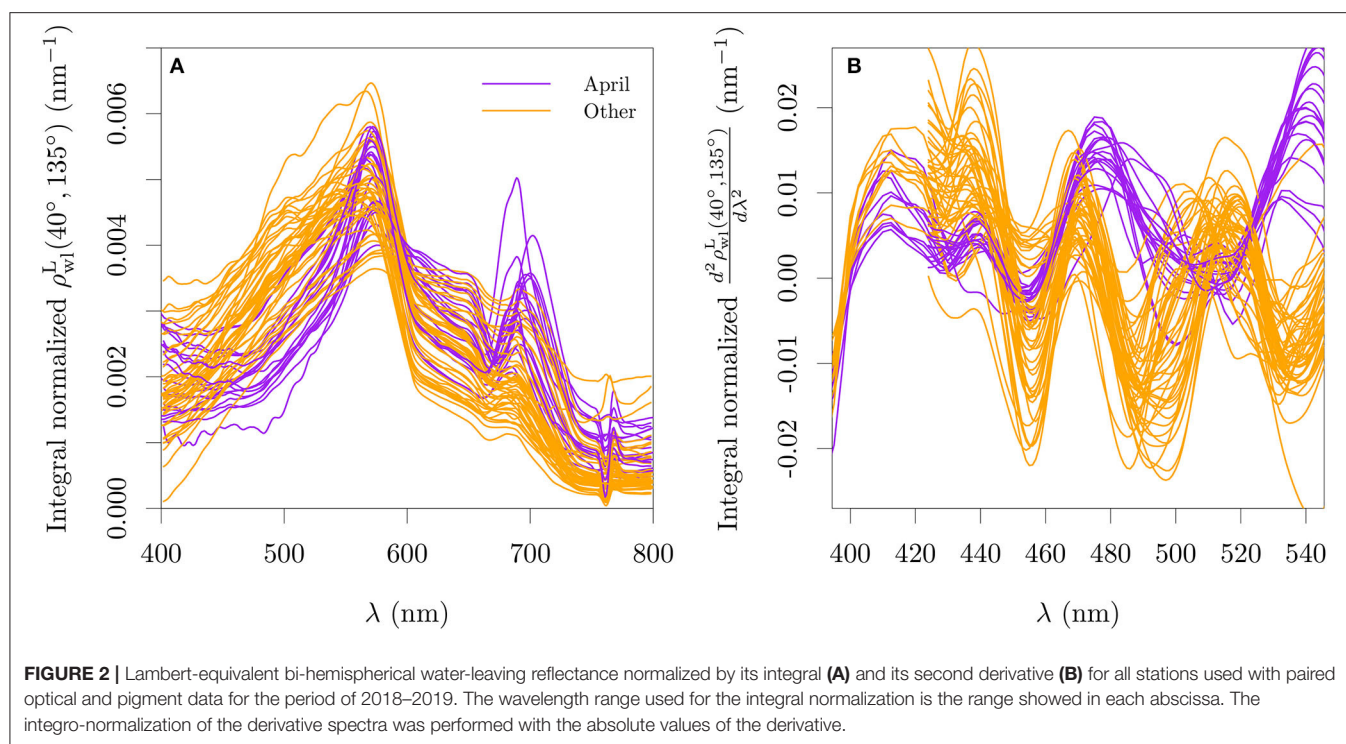 A
April
Other
Integral normalized ρ^L_wl(40°, 135°) (nm⁻¹)
0.006
0.004
0.002
0.000
400
500
600
700
800
λ (nm)
B
Integral normalized d² ρ^L_wl(40°,135°) / dλ² (nm⁻¹)
0.02
0.01
0.00
-0.01
-0.02
400
420
440
460
480
500
520
540
λ (nm)
FIGURE 2 | Lambert-equivalent bi-hemispherical water-leaving reflectance normalized by its integral (A) and its second derivative (B) for all stations used with paired
optical and pigment data for the period of 2018–2019. The wavelength range used for the integral normalization is the range showed in each abscissa. The
integro-normalization of the derivative spectra was performed with the absolute values of the derivative.